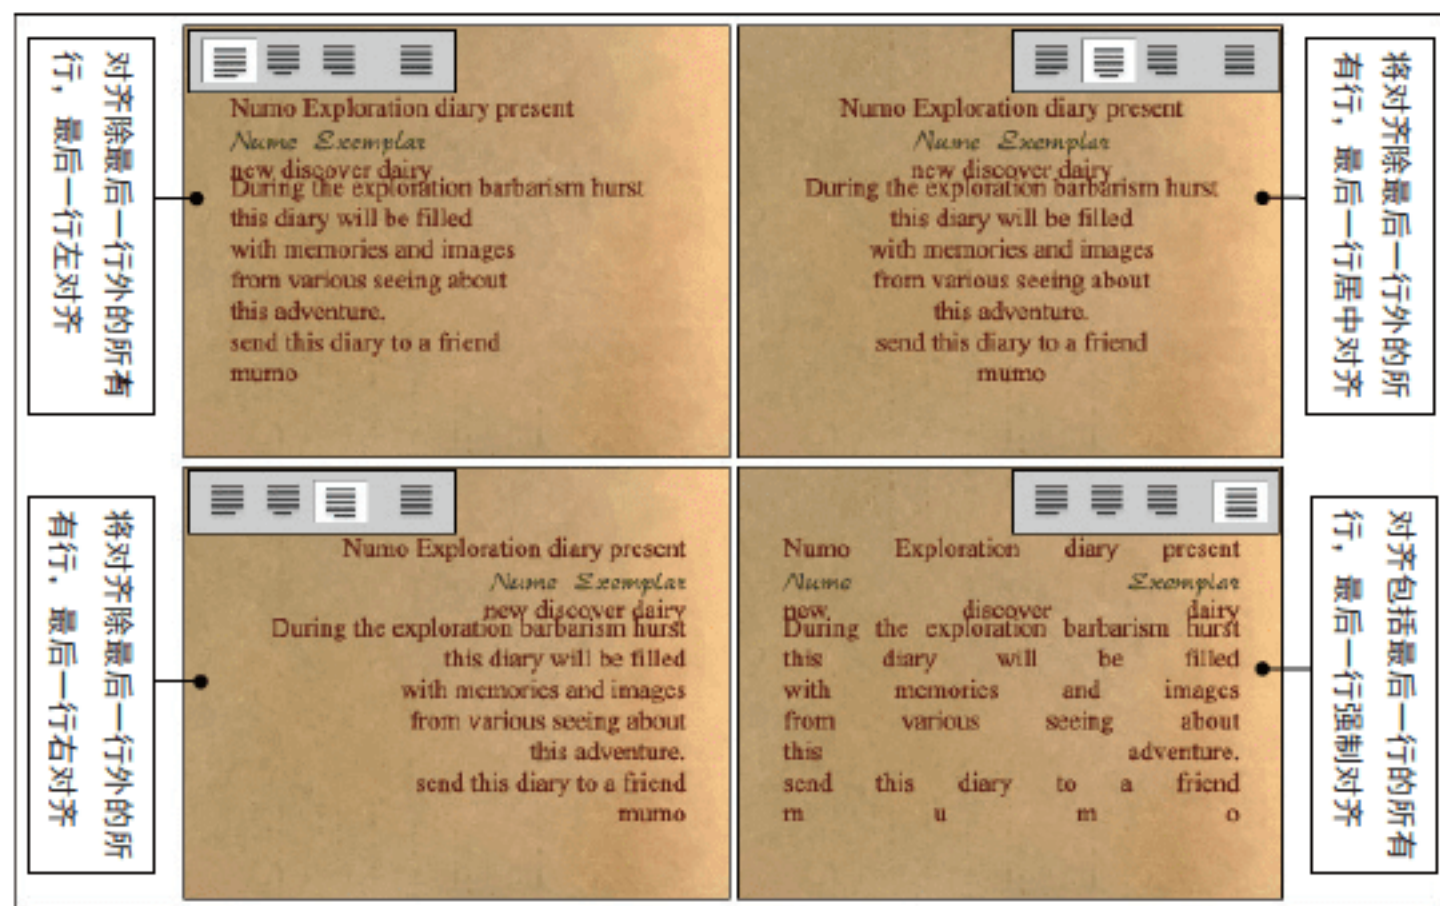 对齐除最后一行外的所有
行，最后一行左对齐
Numo Exploration diary present
Numo Exemplar
new discover dairy
During the exploration barbarism hurst
this diary will be filled
with memories and images
from various seeing about
this adventure.
send this diary to a friend
mumo
Numo Exploration diary present
Numo Exemplar
new discover dairy
During the exploration barbarism hurst
this diary will be filled
with memories and images
from various seeing about
this adventure.
send this diary to a friend
mumo
将对齐除最后一行外的所
有行，最后一行居中对齐
将对齐除最后一行外的所
有行，最后一行右对齐
Numo Exploration diary present
Numo Exemplar
new discover dairy
During the exploration barbarism hurst
this diary will be filled
with memories and images
from various seeing about
this adventure.
send this diary to a friend
mumo
Numo Exploration diary present
Numo Exemplar
new discover dairy
During the exploration barbarism hurst
this diary will be filled
with memories and images
from various seeing about
this adventure.
send this diary to a friend
m u m o
对齐包括最后一行的所有
行，最后一行强制对齐